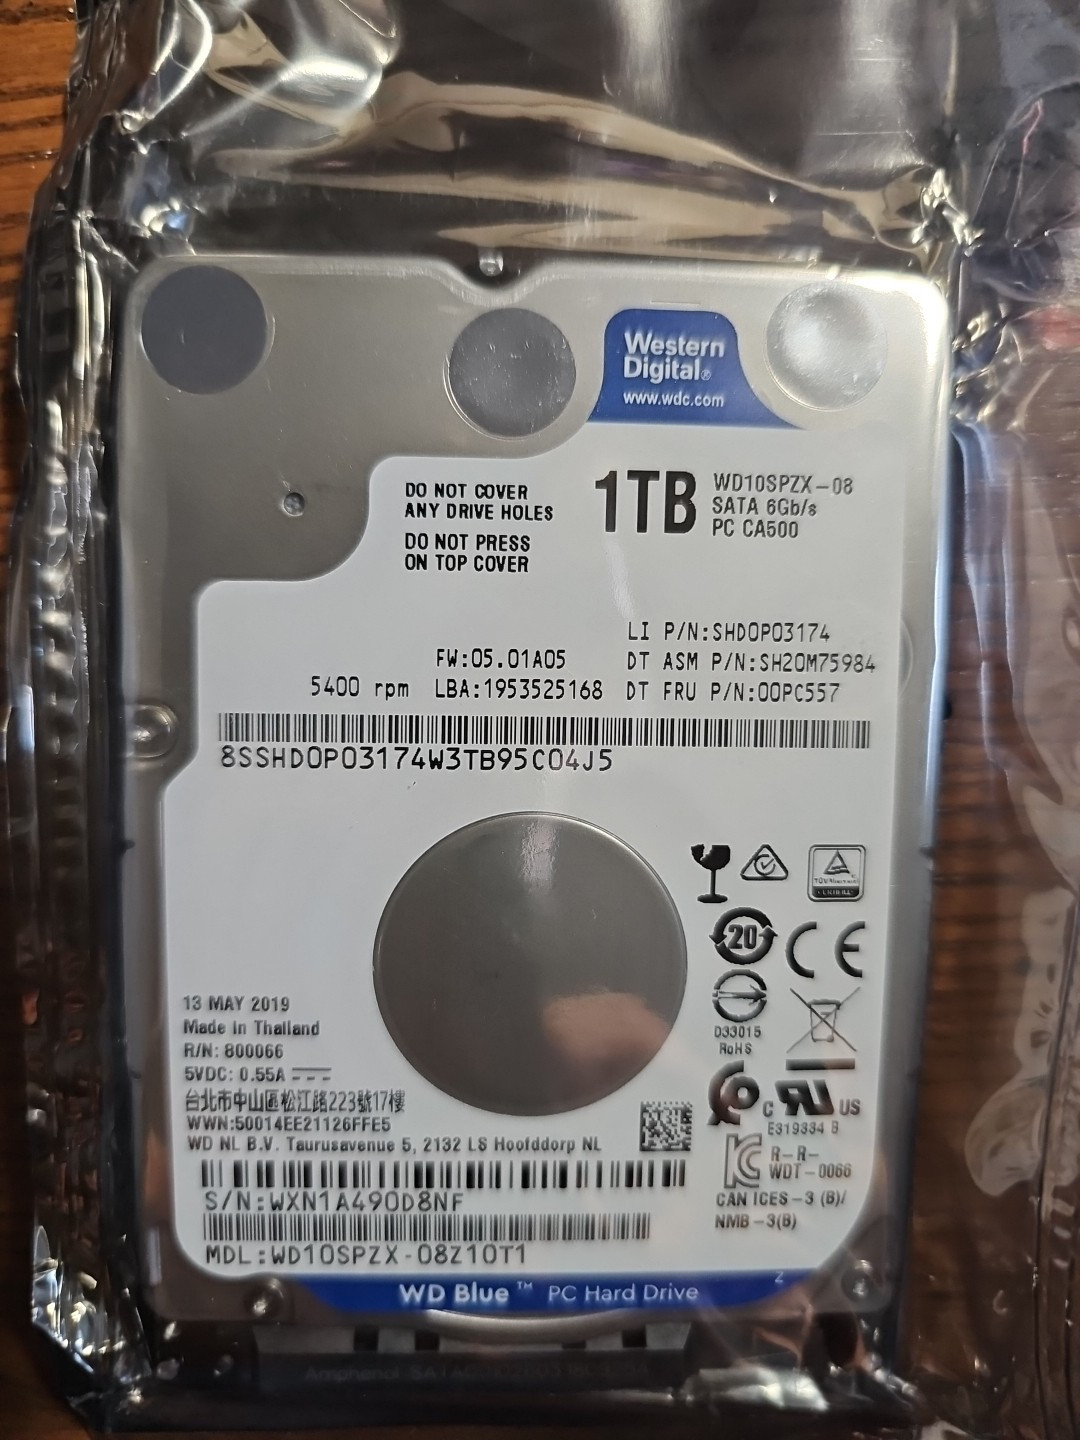 Western
Digital®
www.wdc.com
DO NOT COVER
ANY DRIVE HOLES
DO NOT PRESS
ON TOP COVER
1TB
WD10SPZX-08
SATA 6Gb/s
PC CA500
LI P/N:SHD0P03174
FW:05.01A05 DT ASM P/N:SH20M75984
5400 rpm LBA:1953525168 DT FRU P/N:00PC557
8SSHD0P03174W3TB95C04J5
20
CE
D33015
RoHS
13 MAY 2019
Made in Thailand
R/N: 800066
5VDC: 0.55A
台北市中山區松江路223號17樓
WWN:50014EE21126FFE5
WD NL B.V. Taurusavenue 5, 2132 LS Hoofddorp NL
C US
E319334 B
R-R-
WDT-0066
CAN ICES-3 (B)/
NMB-3(B)
S/N:WXN1A490D8NF
MDL:WD10SPZX-08Z10T1
WD Blue™ PC Hard Drive
Z
Amphenol